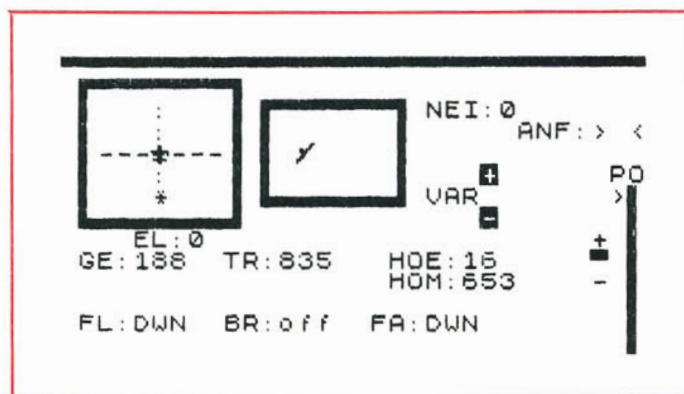 NEI:0
ANF:> <
+
PO
VAR >
-
EL:0
+
GE:188 TR:835 HOE:16
HOM:653 -
FL:DWN BR:off FA:DWN